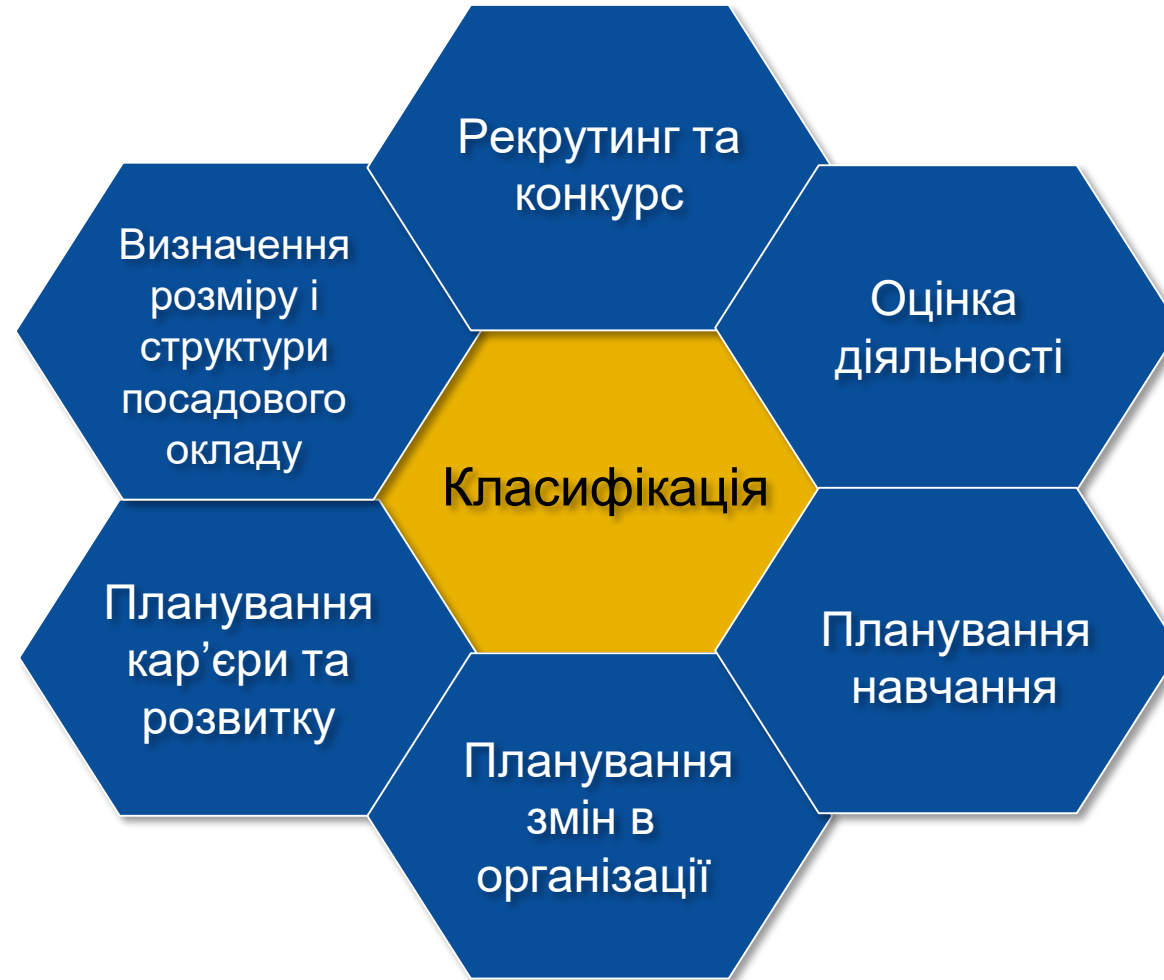 Рекрутинг та
конкурс
Визначення
розміру і
структури
посадового
окладу
Оцінка
діяльності
Класифікація
Планування
кар’єри та
розвитку
Планування
навчання
Планування
змін в
організації